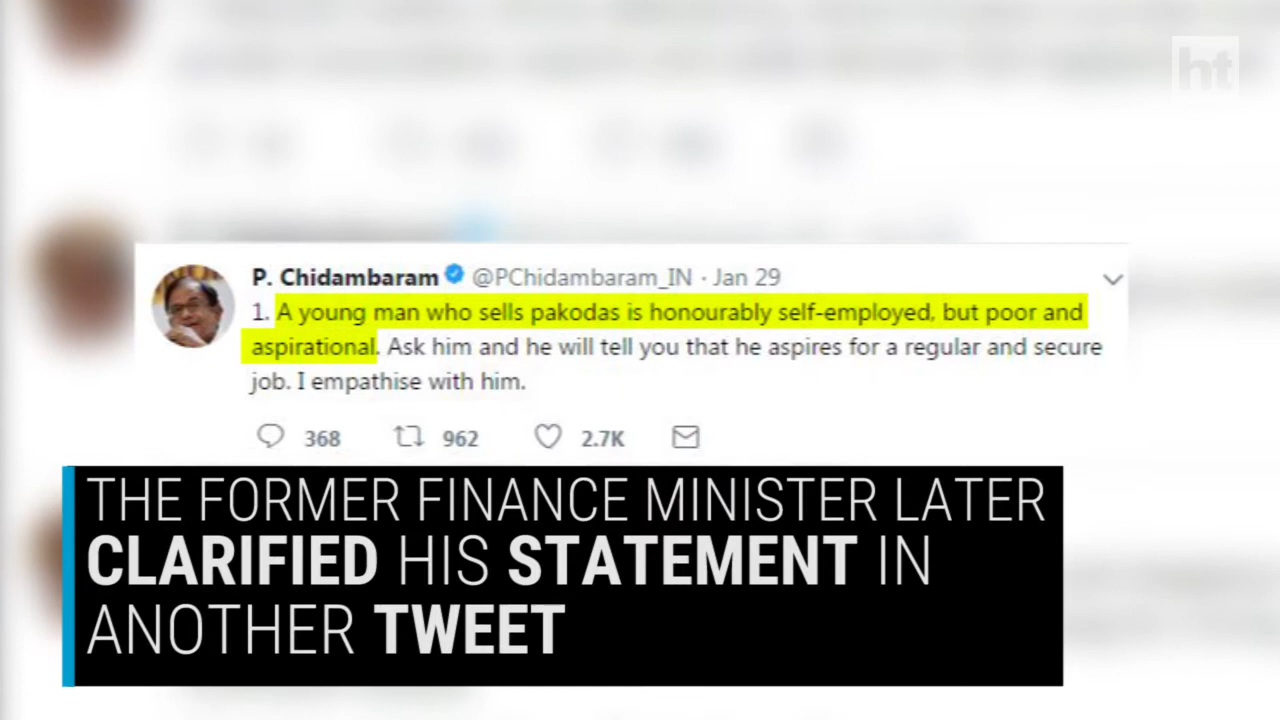 ht
P. Chidambaram @PChidambaram_IN · Jan 29
1. A young man who sells pakodas is honourably self-employed, but poor and
aspirational. Ask him and he will tell you that he aspires for a regular and secure
job. I empathise with him.
368 962 2.7K
THE FORMER FINANCE MINISTER LATER
CLARIFIED HIS STATEMENT IN
ANOTHER TWEET